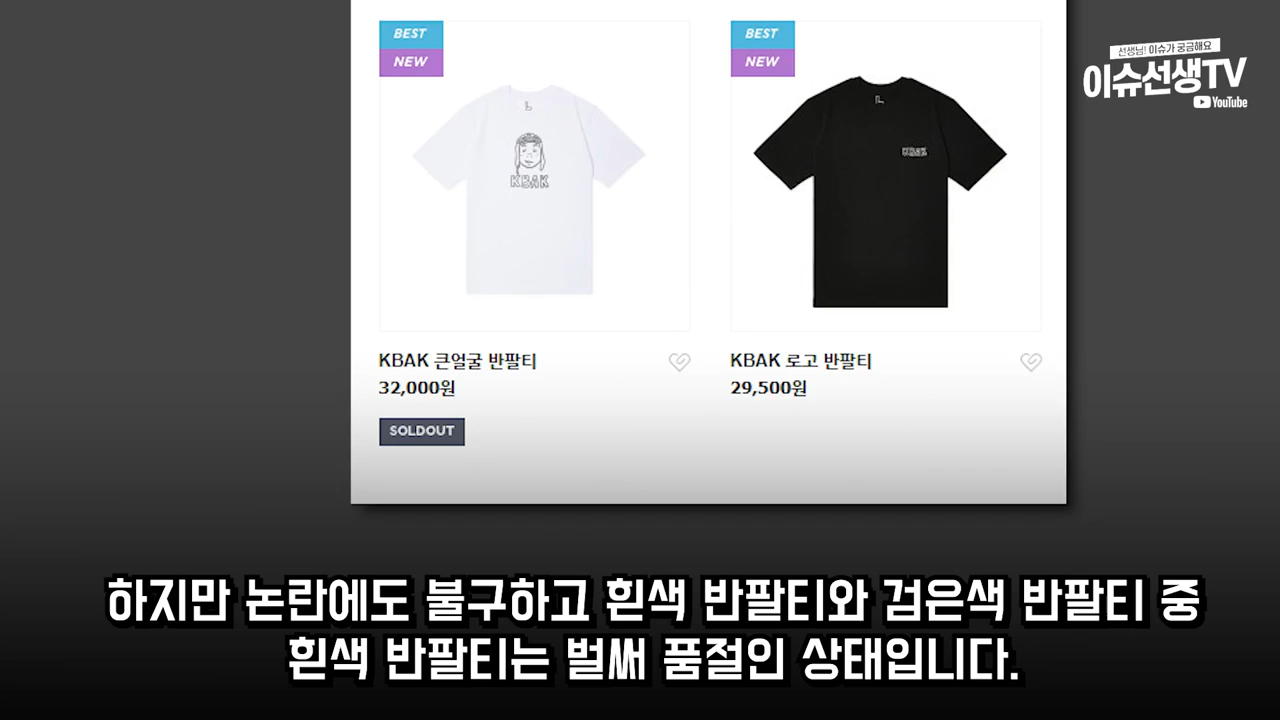 BEST
NEW
BEST
NEW
선생님! 이슈가 궁금해요
이슈선생TV
YouTube
KBAK
KBAK
KBAK 큰얼굴 반팔티
32,000원
SOLDOUT
KBAK 로고 반팔티
29,500원
하지만 논란에도 불구하고 흰색 반팔티와 검은색 반팔티 중
흰색 반팔티는 벌써 품절인 상태입니다.